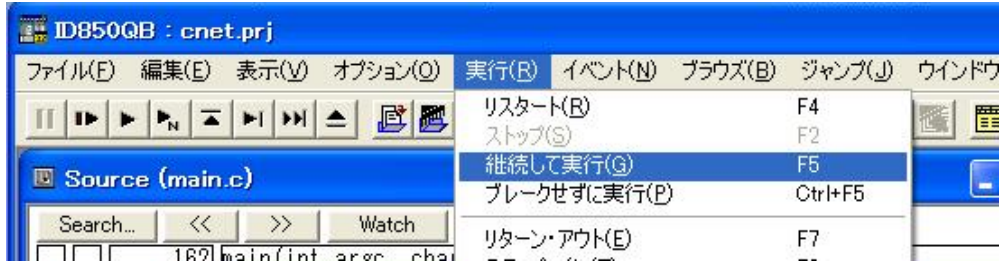 ID850QB : cnet.prj
ファイル(F) 編集(E) 表示(V) オプション(O) 実行(R) イベント(N) ブラウズ(B) ジャンプ(J) ウインドウ
リスタート(R) F4
ストップ(S) F2
継続して実行(G) F5
ブレークせずに実行(P) Ctrl+F5
リターン・アウト(E) F7
Source (main.c)
Search... << >> Watch
162 main(int argc, char